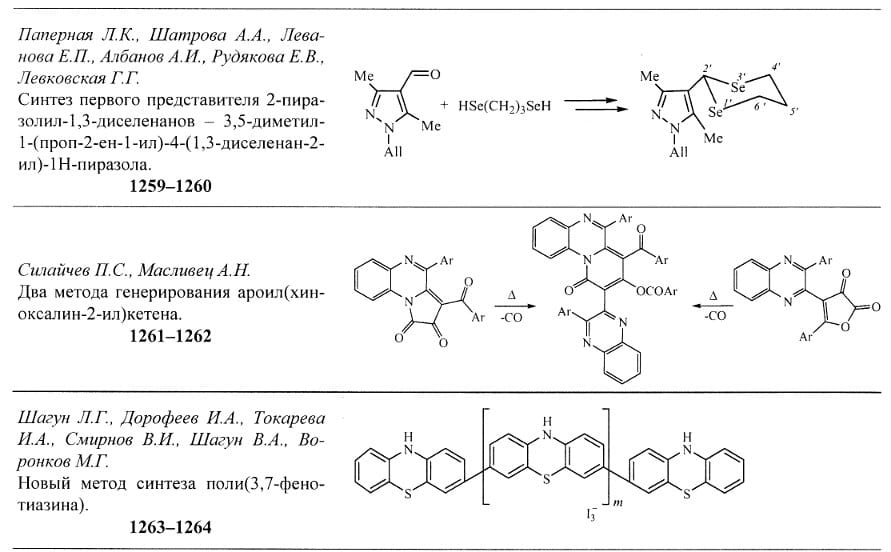 Паперная Л.К., Шатрова А.А., Лева-
нова Е.П., Албанов А.И., Рудякова Е.В.,
Левковская Г.Г.
Синтез первого представителя 2-пира-
золил-1,3-диселенанов – 3,5-диметил-
1-(проп-2-ен-1-ил)-4-(1,3-диселенан-2-
ил)-1Н-пиразола.
1259–1260
Me
O
N
N
Me
All
+ HSe(CH2)3SeH
Me
2'
3'
4'
Se
Se
1'
6'
5'
N
N
Me
All
Силайчев П.С., Масливец А.Н.
Два метода генерирования ароил(хин-
оксалин-2-ил)кетена.
1261–1262
N
Ar
O
N
Ar
O
O
Δ
-CO
N
Ar
O
N
Ar
O
OCOAr
Ar
N
N
Δ
-CO
Ar
N
N
O
O
O
Ar
Шагун Л.Г., Дорофеев И.А., Токарева
И.А., Смирнов В.И., Шагун В.А., Во-
ронков М.Г.
Новый метод синтеза поли(3,7-фено-
тиазина).
1263–1264
H
N
S
H
N
S
I3−
m
H
N
S